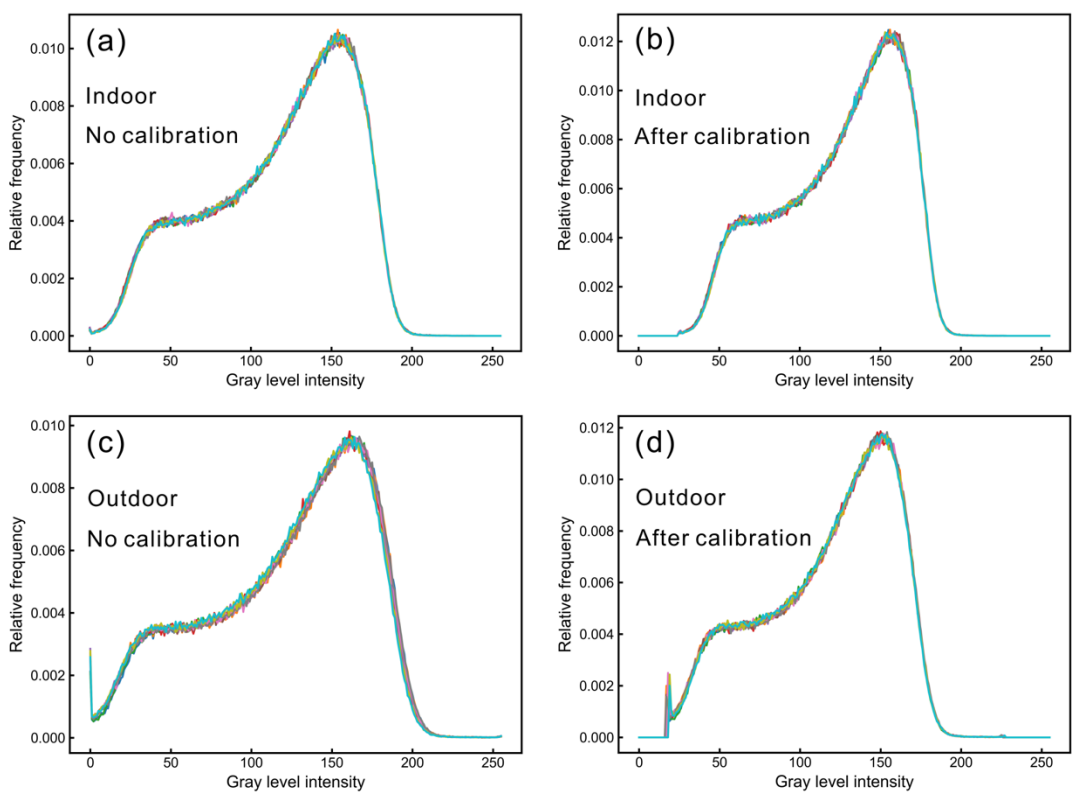 (a)
Indoor
No calibration
Relative frequency
0.010
0.008
0.006
0.004
0.002
0.000
0 50 100 150 200 250
Gray level intensity
(b)
Indoor
After calibration
Relative frequency
0.012
0.010
0.008
0.006
0.004
0.002
0.000
0 50 100 150 200 250
Gray level intensity
(c)
Outdoor
No calibration
Relative frequency
0.010
0.008
0.006
0.004
0.002
0.000
0 50 100 150 200 250
Gray level intensity
(d)
Outdoor
After calibration
Relative frequency
0.012
0.010
0.008
0.006
0.004
0.002
0.000
0 50 100 150 200 250
Gray level intensity